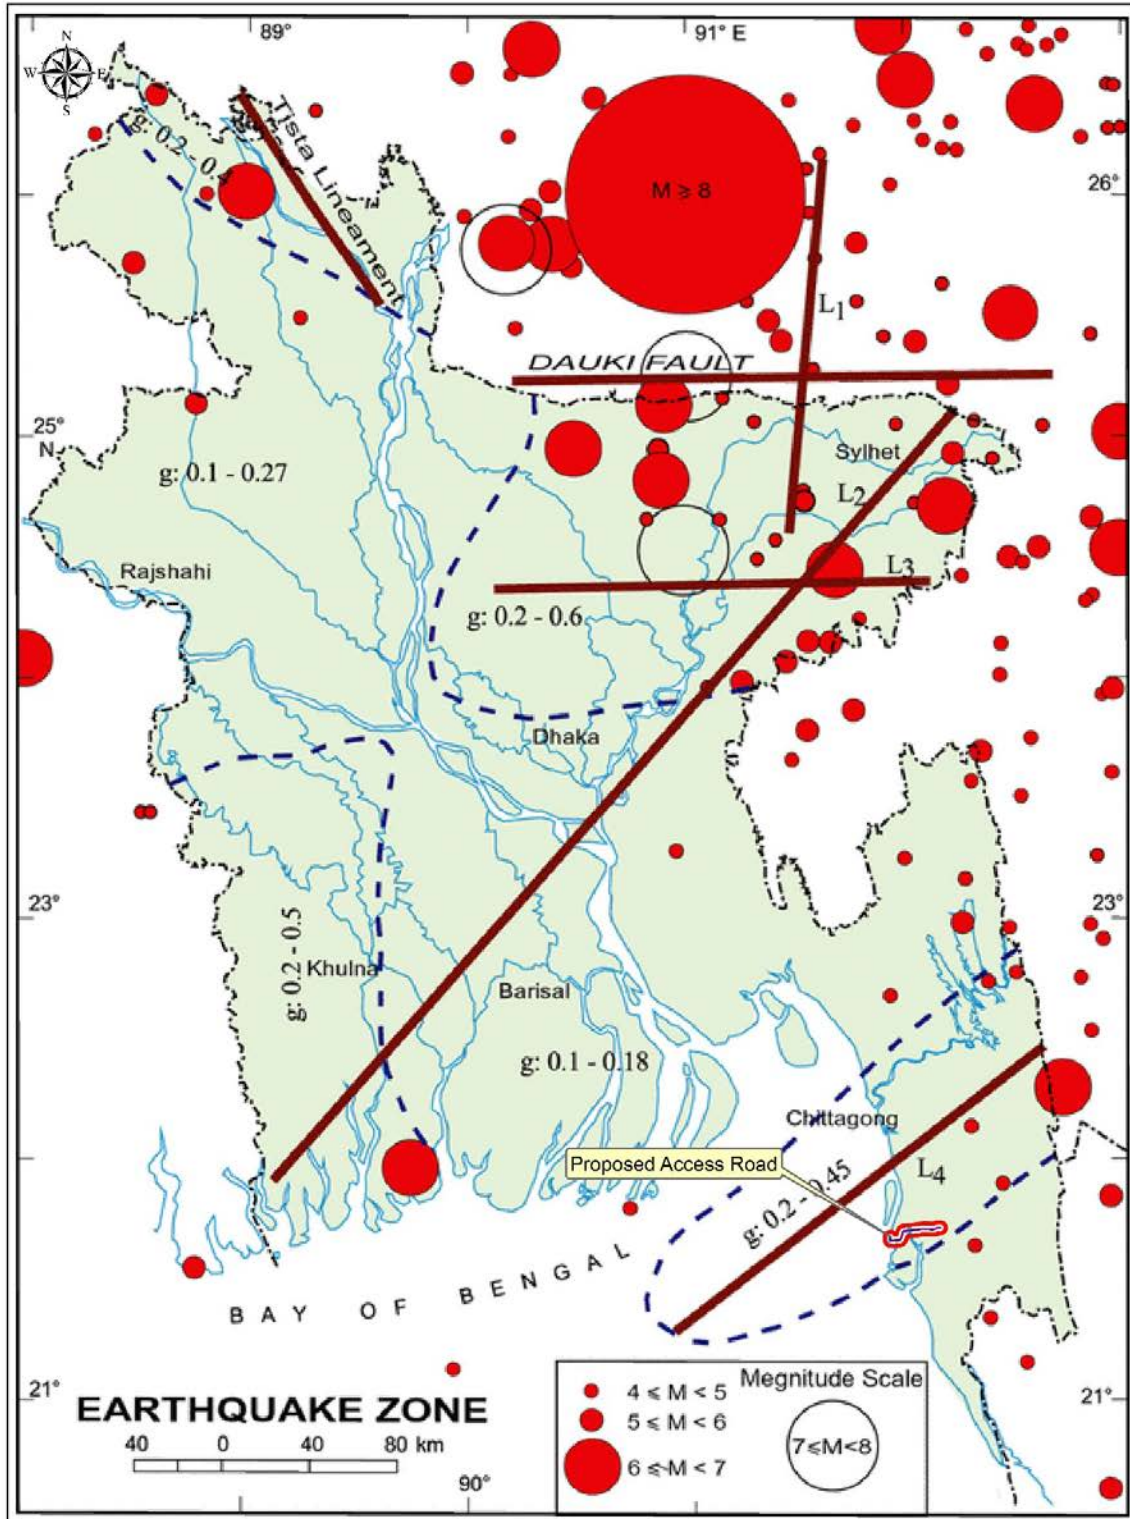 89°
91° E
N
W
E
S
g: 0.2 - 0.4
Tista Lineament
M ⩾ 8
26°
L1
DAUKI FAULT
25°
N
Sylhet
g: 0.1 - 0.27
L2
Rajshahi
L3
g: 0.2 - 0.6
Dhaka
23°
23°
g: 0.2 - 0.5
Khulna
Barisal
g: 0.1 - 0.18
Chittagong
Proposed Access Road
L4
g: 0.2 - 0.45
BAY OF BENGAL
21°
21°
EARTHQUAKE ZONE
40 0 40 80 km
90°
Megnitude Scale
4 ⩽ M < 5
5 ⩽ M < 6
6 ⩽ M < 7
7⩽M<8